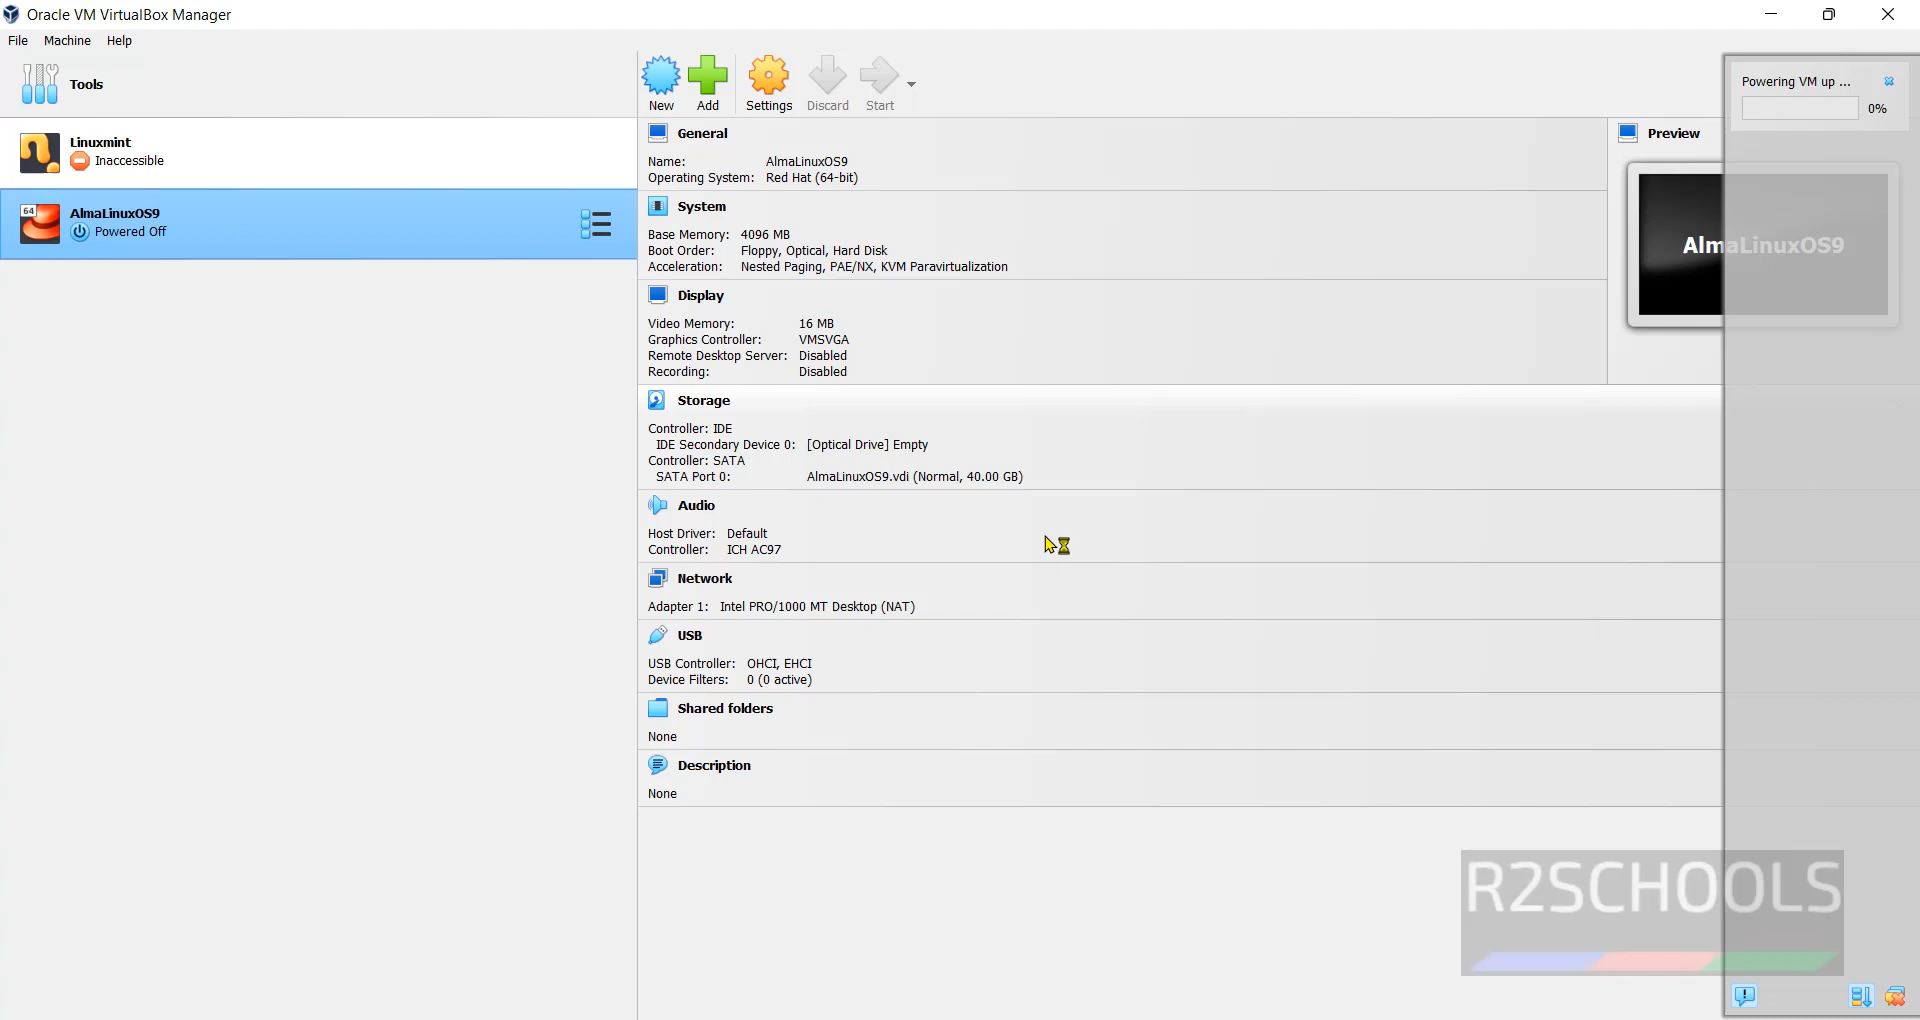 Oracle VM VirtualBox Manager
File Machine Help
Tools
New Add Settings Discard Start
Powering VM up ...
0%
Linuxmint
Inaccessible
64
AlmaLinuxOS9
Powered Off
General
Name: AlmaLinuxOS9
Operating System: Red Hat (64-bit)
Preview
AlmaLinuxOS9
System
Base Memory: 4096 MB
Boot Order: Floppy, Optical, Hard Disk
Acceleration: Nested Paging, PAE/NX, KVM Paravirtualization
Display
Video Memory: 16 MB
Graphics Controller: VMSVGA
Remote Desktop Server: Disabled
Recording: Disabled
Storage
Controller: IDE
IDE Secondary Device 0: [Optical Drive] Empty
Controller: SATA
SATA Port 0: AlmaLinuxOS9.vdi (Normal, 40.00 GB)
Audio
Host Driver: Default
Controller: ICH AC97
Network
Adapter 1: Intel PRO/1000 MT Desktop (NAT)
USB
USB Controller: OHCI, EHCI
Device Filters: 0 (0 active)
Shared folders
None
Description
None
R2SCHOOLS